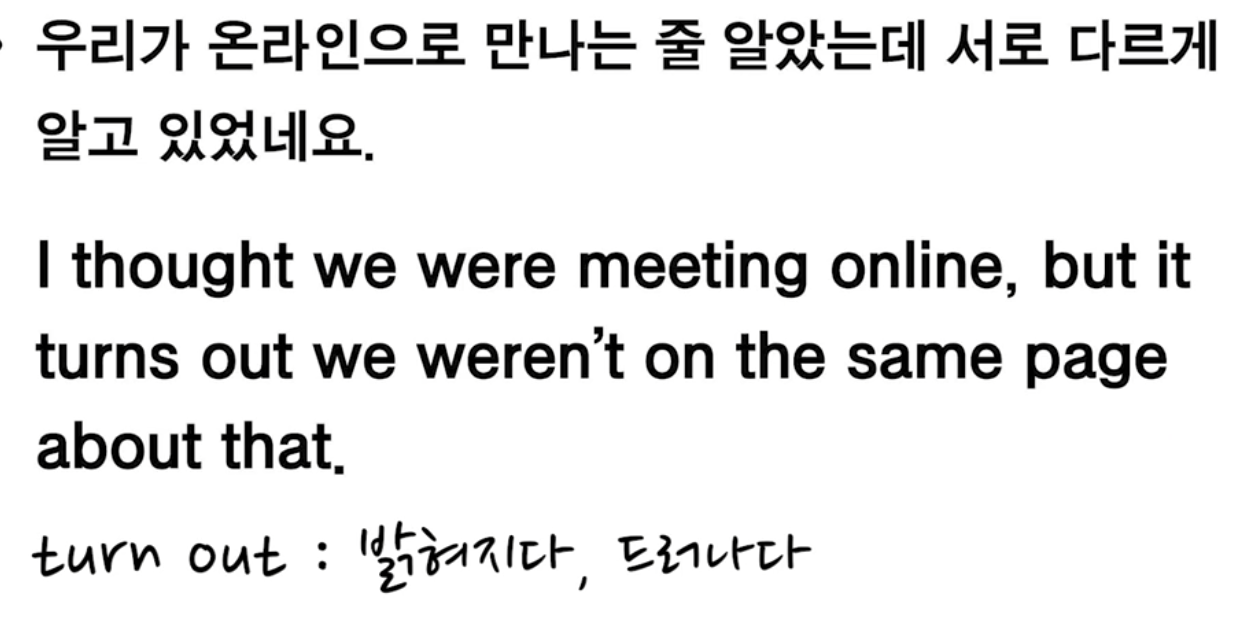 우리가 온라인으로 만나는 줄 알았는데 서로 다르게
알고 있었네요.
I thought we were meeting online, but it
turns out we weren’t on the same page
about that.
turn out : 밝혀지다, 드러나다